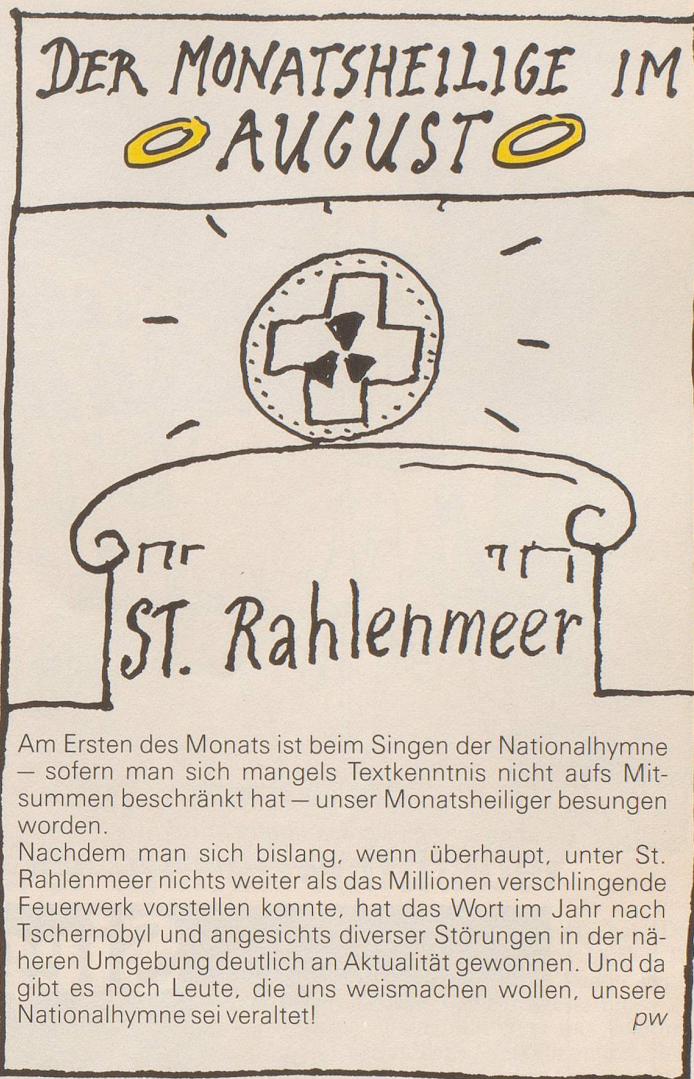 DER MONATSHEILIGE IM
AUGUST
ST. Rahlenmeer
Am Ersten des Monats ist beim Singen der Nationalhymne
— sofern man sich mangels Textkenntnis nicht aufs Mit-
summen beschränkt hat — unser Monatsheiliger besungen
worden.
Nachdem man sich bislang, wenn überhaupt, unter St.
Rahlenmeer nichts weiter als das Millionen verschlingende
Feuerwerk vorstellen konnte, hat das Wort im Jahr nach
Tschernobyl und angesichts diverser Störungen in der nä-
heren Umgebung deutlich an Aktualität gewonnen. Und da
gibt es noch Leute, die uns weismachen wollen, unsere
Nationalhymne sei veraltet!
pw